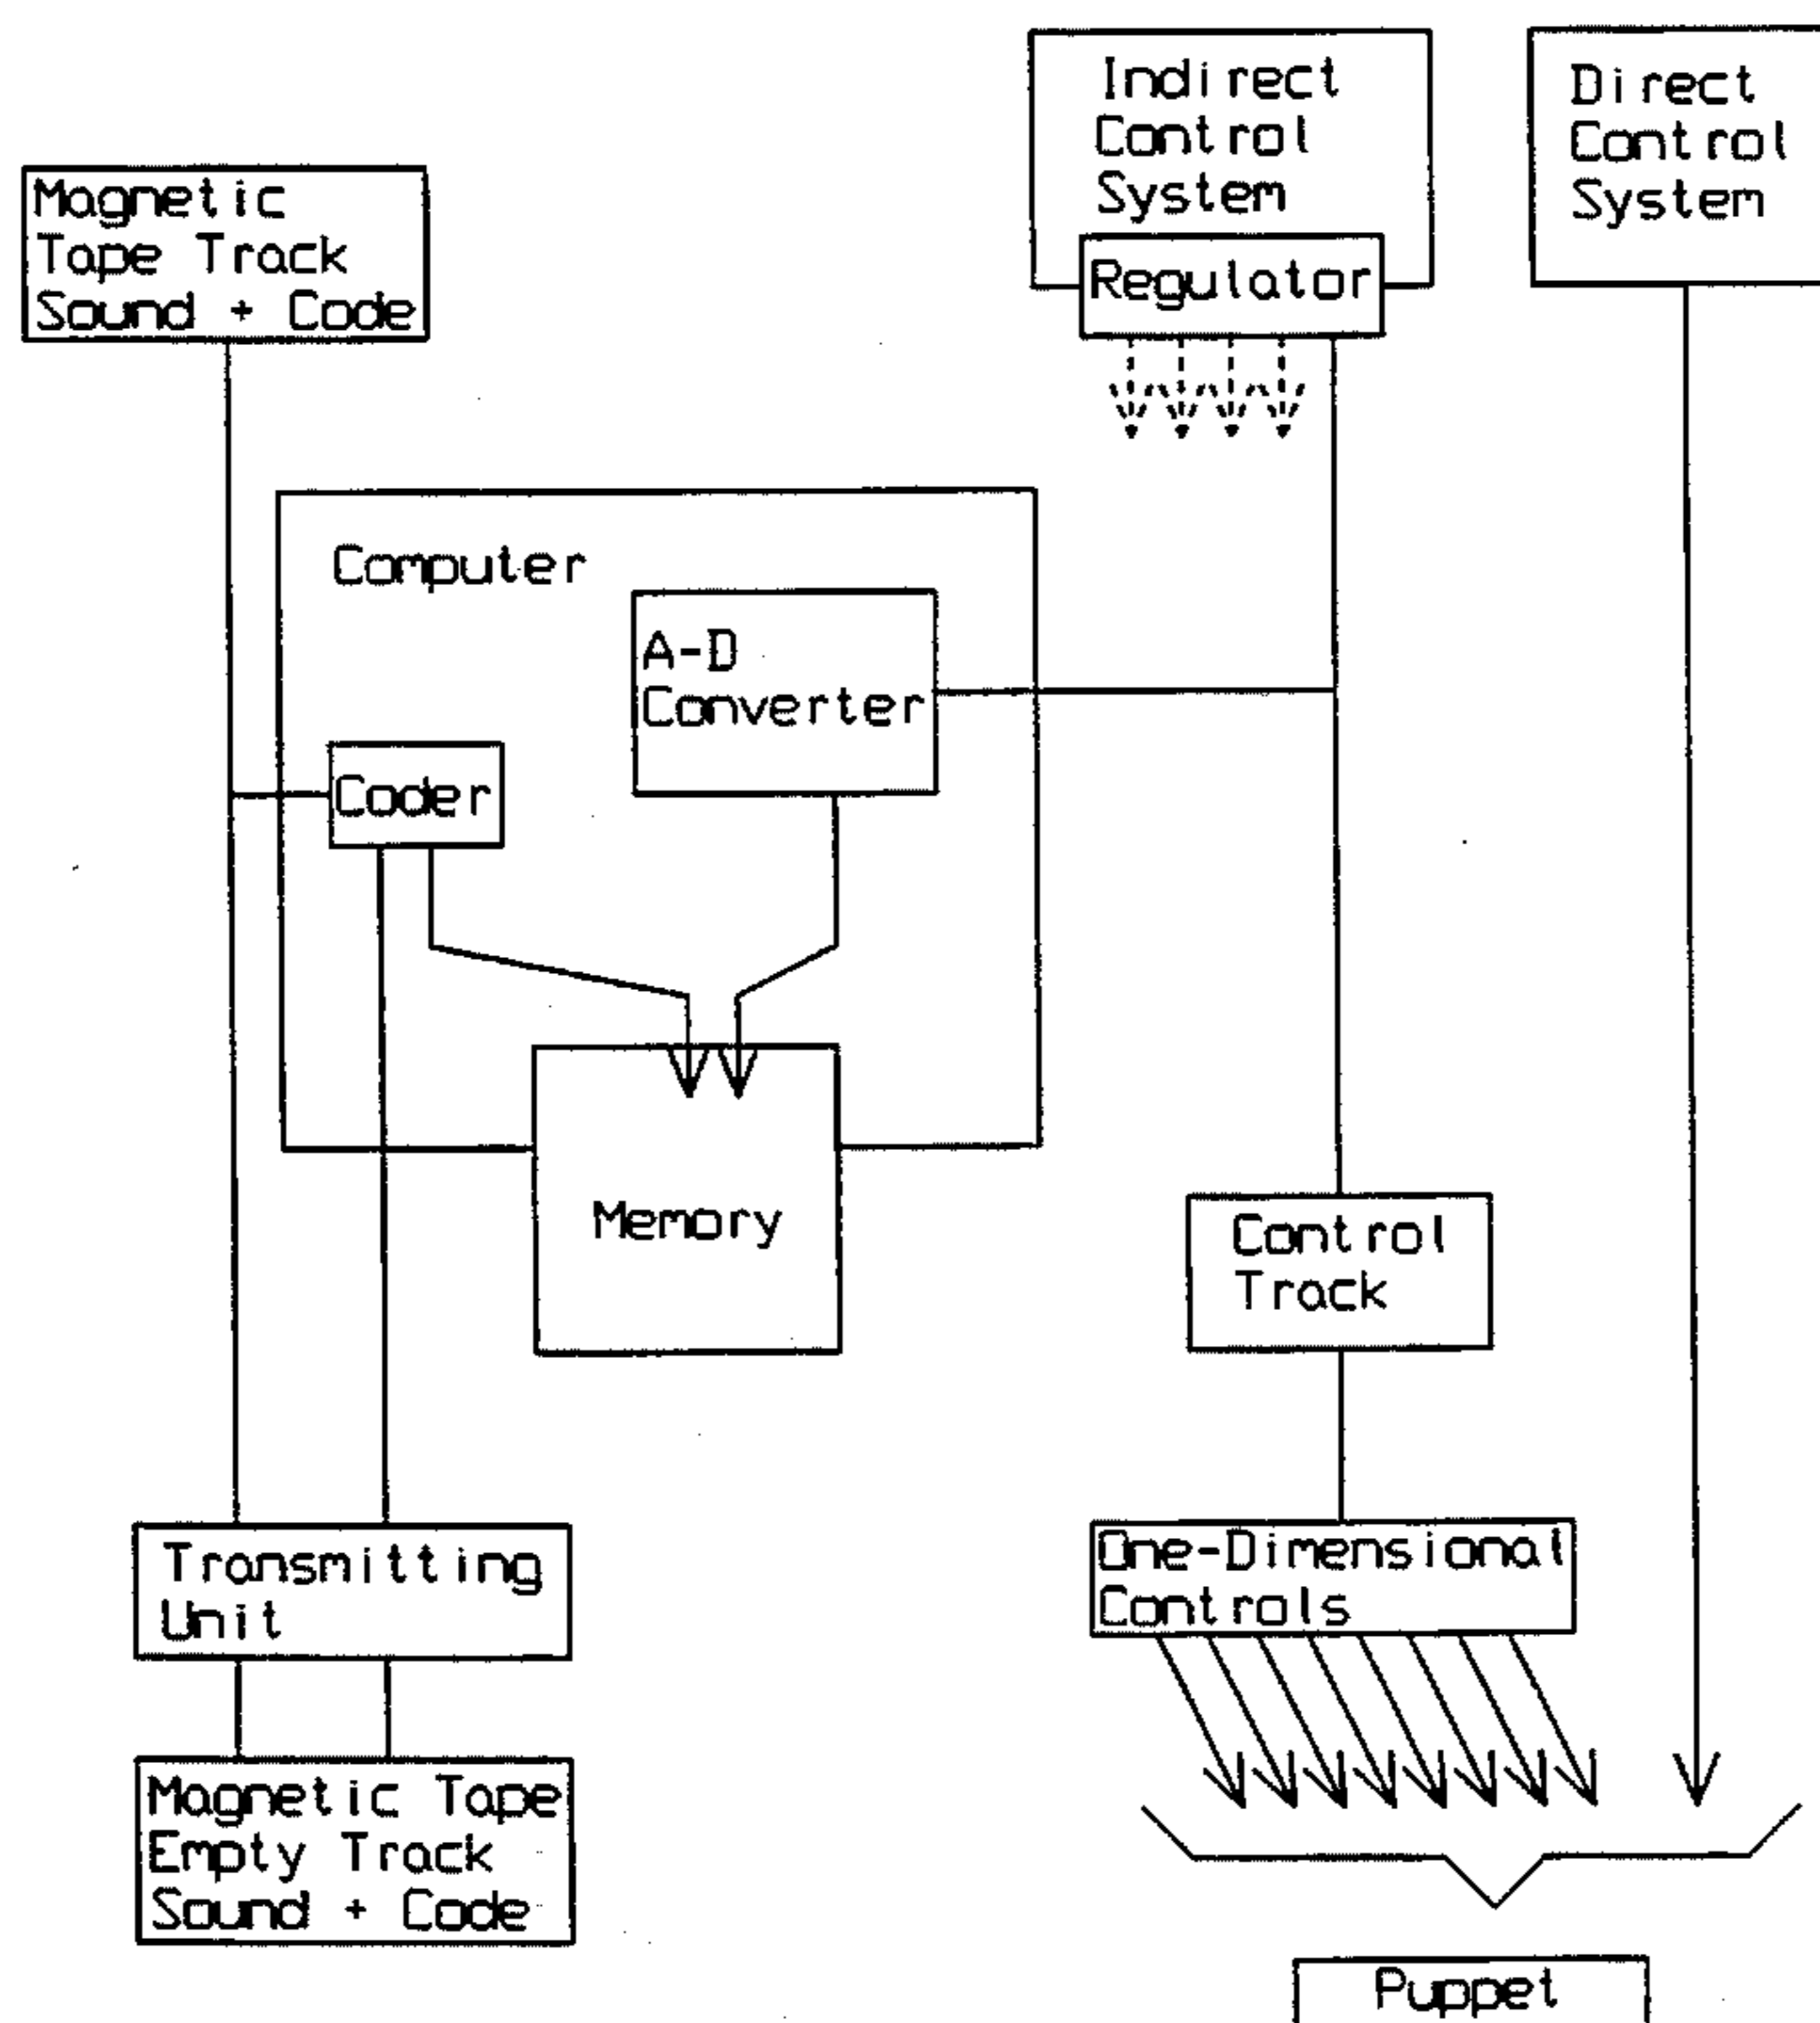 Indirect
Control
System
Regulator
Direct
Control
System
Magnetic
Tape Track
Sound + Code
Computer
A-D
Converter
Coder
Memory
Control
Track
Transmitting
Unit
One-Dimensional
Controls
Magnetic Tape
Empty Track
Sound + Code
Puppet